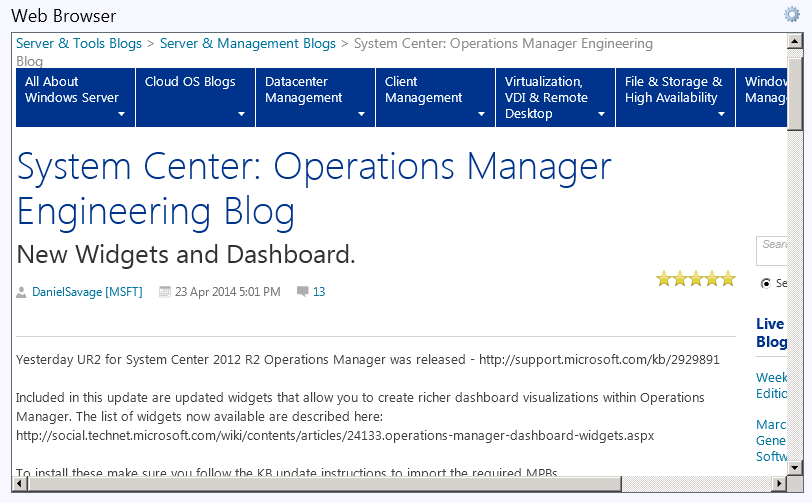 Web Browser
Server & Tools Blogs > Server & Management Blogs > System Center: Operations Manager Engineering
Blog
All About
Windows Server
Cloud OS Blogs
Datacenter
Management
Client
Management
Virtualization,
VDI & Remote
Desktop
File & Storage &
High Availability
Window
Manag
System Center: Operations Manager
Engineering Blog
New Widgets and Dashboard.
Sear
DanielSavage [MSFT] 23 Apr 2014 5:01 PM 13
Se
Live
Blog
Yesterday UR2 for System Center 2012 R2 Operations Manager was released - http://support.microsoft.com/kb/2929891
Week
Editio
Included in this update are updated widgets that allow you to create richer dashboard visualizations within Operations
Manager. The list of widgets now available are described here:
http://social.technet.microsoft.com/wiki/contents/articles/24133.operations-manager-dashboard-widgets.aspx
Marc
Gene
Softw
To install these make sure you follow the KB update instructions to import the required MPBs